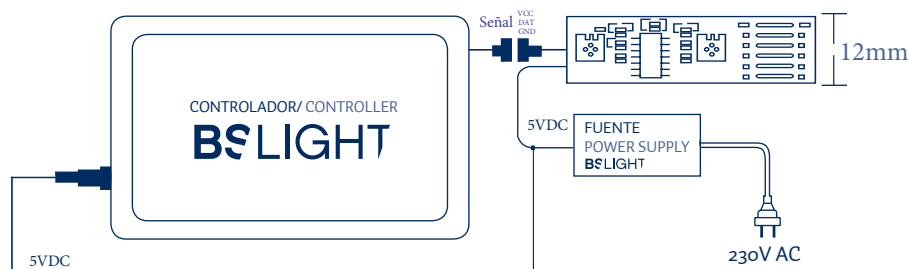 Señal
VCC
DAT
GND
12mm
CONTROLADOR/ CONTROLLER
BSLIGHT
5VDC
FUENTE
POWER SUPPLY
BSLIGHT
230V AC
5VDC